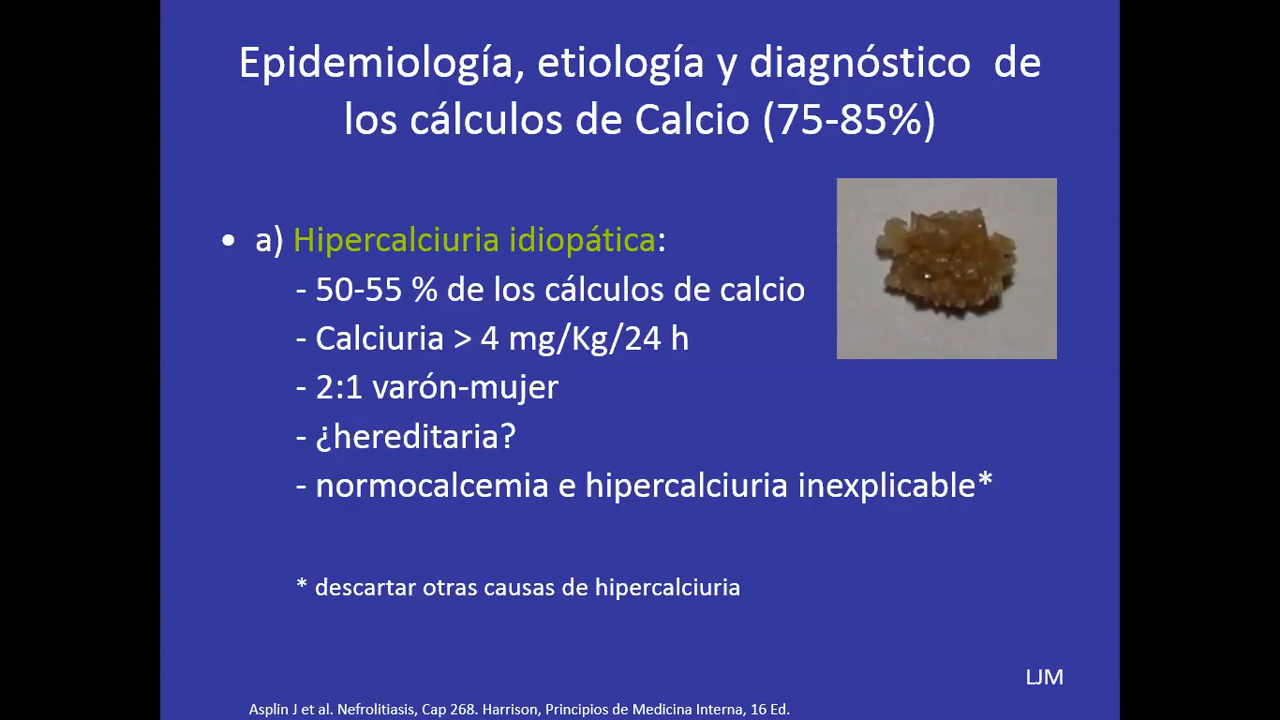 Epidemiología, etiología y diagnóstico de
los cálculos de Calcio (75-85%)
• a) Hipercalciuria idiopática:
- 50-55 % de los cálculos de calcio
- Calciuria > 4 mg/Kg/24 h
- 2:1 varón-mujer
- ¿hereditaria?
- normocalcemia e hipercalciuria inexplicable*
* descartar otras causas de hipercalciuria
LJM
Asplin J et al. Nefrolitiasis, Cap 268. Harrison, Principios de Medicina Interna, 16 Ed.